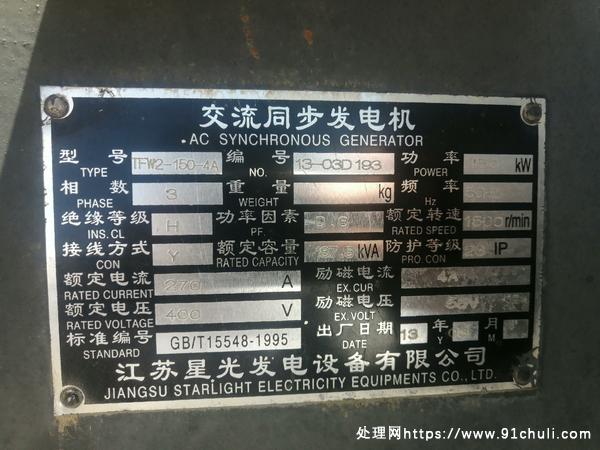 交流同步发电机
AC SYNCHRONOUS GENERATOR
型号 TFW2-150-4A 编号 13-03D193 功率 kW
TYPE NO. POWER
相数 3 重量 kg 频率
PHASE WEIGHT Hz
绝缘等级 H 功率因素 额定转速 1500 r/min
INS.CL PF. RATED SPEED
接线方式 Y 额定容量 kVA 防护等级 IP
CON RATED CAPACITY PRO.CON
额定电流 270 A 励磁电流 4A
RATED CURRENT EX.CUR
额定电压 400 V 励磁电压
RATED VOLTAGE EX.VOLT
标准编号 GB/T15548-1995 出厂日期 13 年 月
STANDARD DATE Y M
江苏星光发电设备有限公司
JIANGSU STARLIGHT ELECTRICITY EQUIPMENTS CO., LTD.
处理网https://www.91chuli.com/